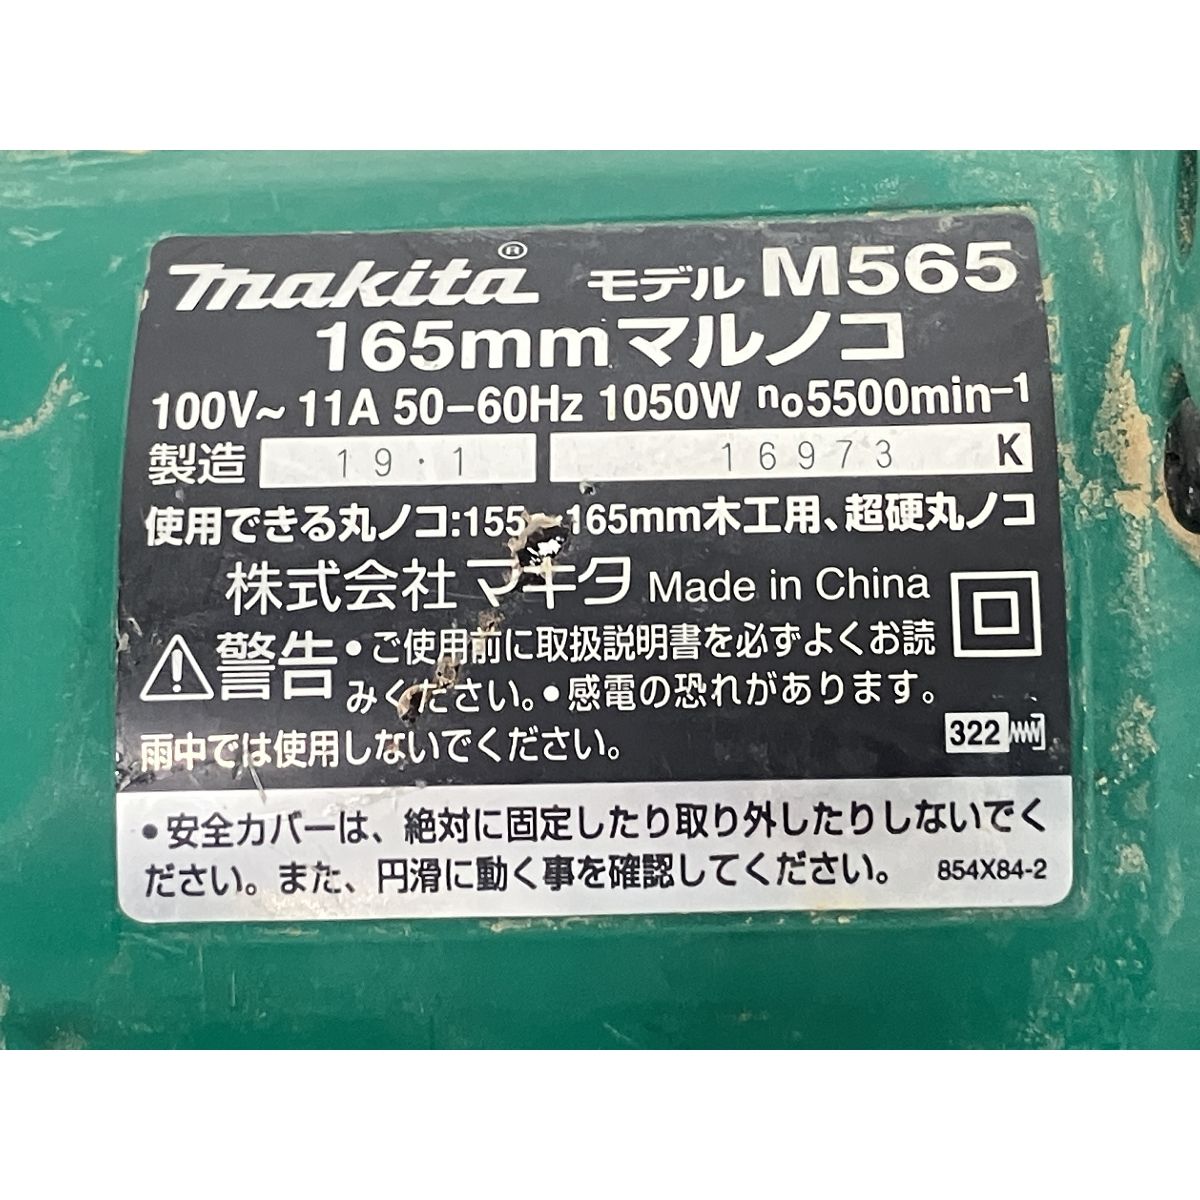 makita® モデル M565
165mmマルノコ
100V~ 11A 50-60Hz 1050W n₀5500min⁻¹
製造 19・1 16973 K
使用できる丸ノコ:155 165mm木工用、超硬丸ノコ
株式会社マキタ Made in China
警告 •ご使用前に取扱説明書を必ずよくお読
みください。•感電の恐れがあります。
雨中では使用しないでください。
322
•安全カバーは、絶対に固定したり取り外したりしないでく
ださい。また、円滑に動く事を確認してください。 854X84-2